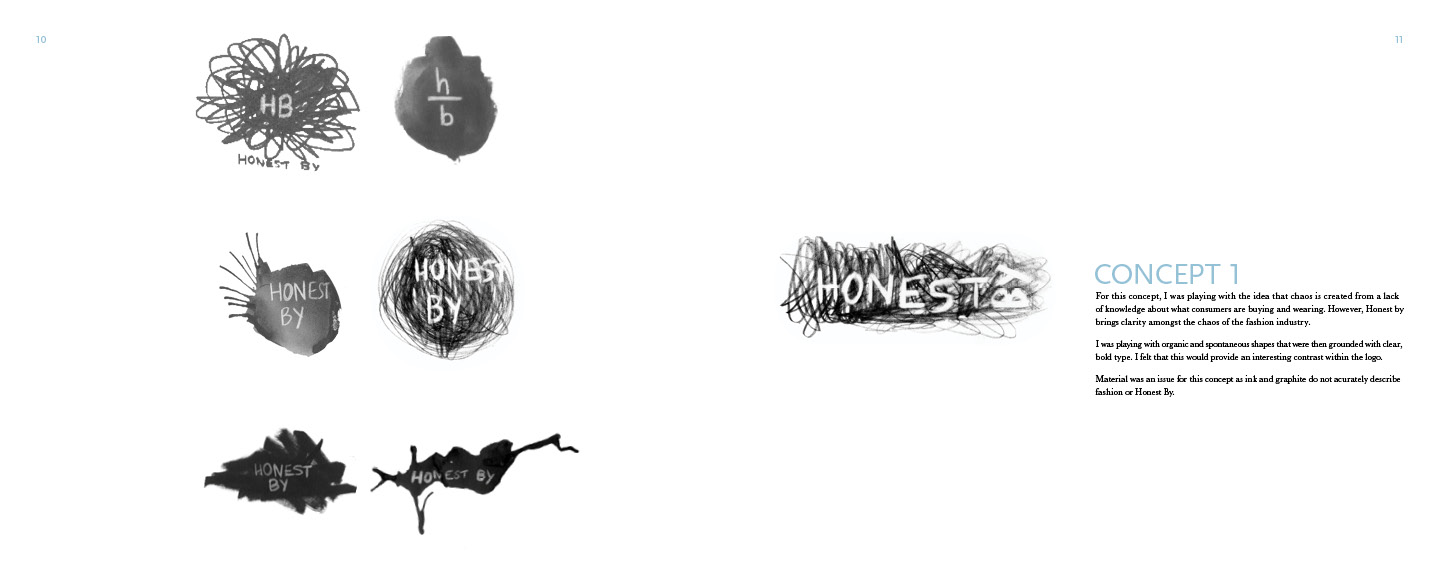 10
HB
HONEST BY
h
b
HONEST
BY
HONEST
BY
HONEST
BY
HONEST BY
11
HONEST BY
CONCEPT 1
For this concept, I was playing with the idea that chaos is created from a lack
of knowledge about what consumers are buying and wearing. However, Honest by
brings clarity amongst the chaos of the fashion industry.
I was playing with organic and spontaneous shapes that were then grounded with clear,
bold type. I felt that this would provide an interesting contrast within the logo.
Material was an issue for this concept as ink and graphite do not acurately describe
fashion or Honest By.